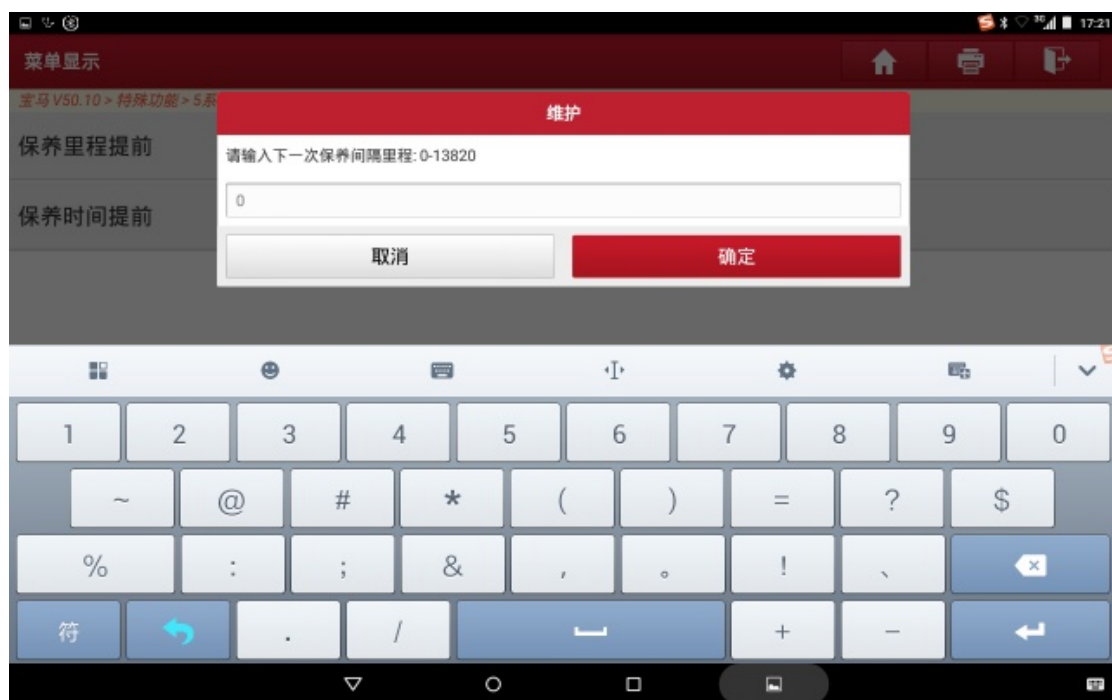 17:21
菜单显示
宝马 V50.10 > 特殊功能 > 5系
维护
保养里程提前
请输入下一次保养间隔里程: 0-13820
0
保养时间提前
取消
确定
1 2 3 4 5 6 7 8 9 0
~ @ # * ( ) = ? $
% : ; & , 。 ! 、
符 . / + -